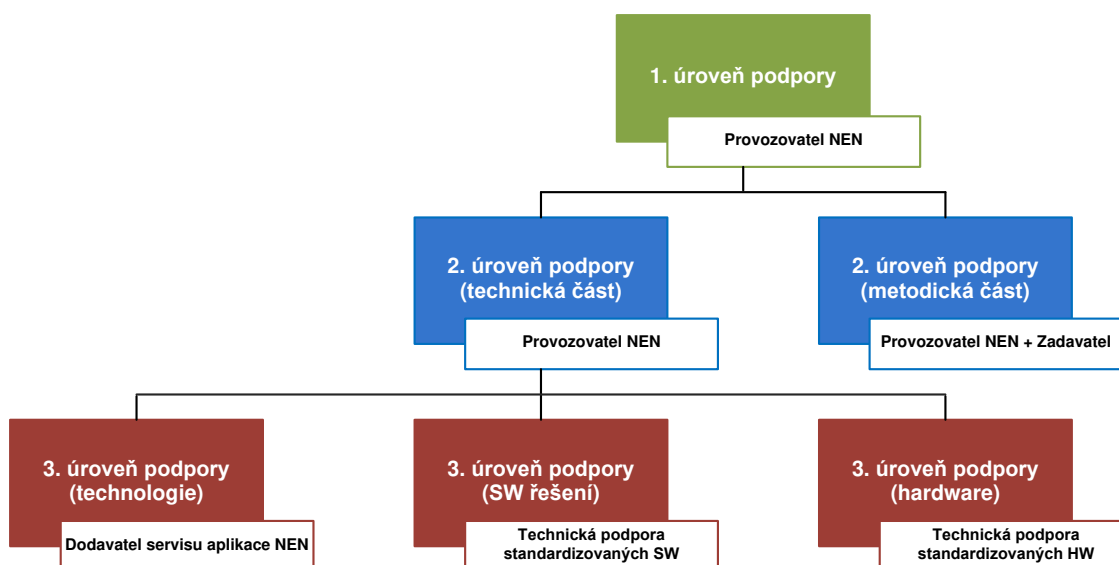 1. úroveň podpory
Provozovatel NEN
2. úroveň podpory
(technická část)
Provozovatel NEN
2. úroveň podpory
(metodická část)
Provozovatel NEN + Zadavatel
3. úroveň podpory
(technologie)
Dodavatel servisu aplikace NEN
3. úroveň podpory
(SW řešení)
Technická podpora
standardizovaných SW
3. úroveň podpory
(hardware)
Technická podpora
standardizovaných HW